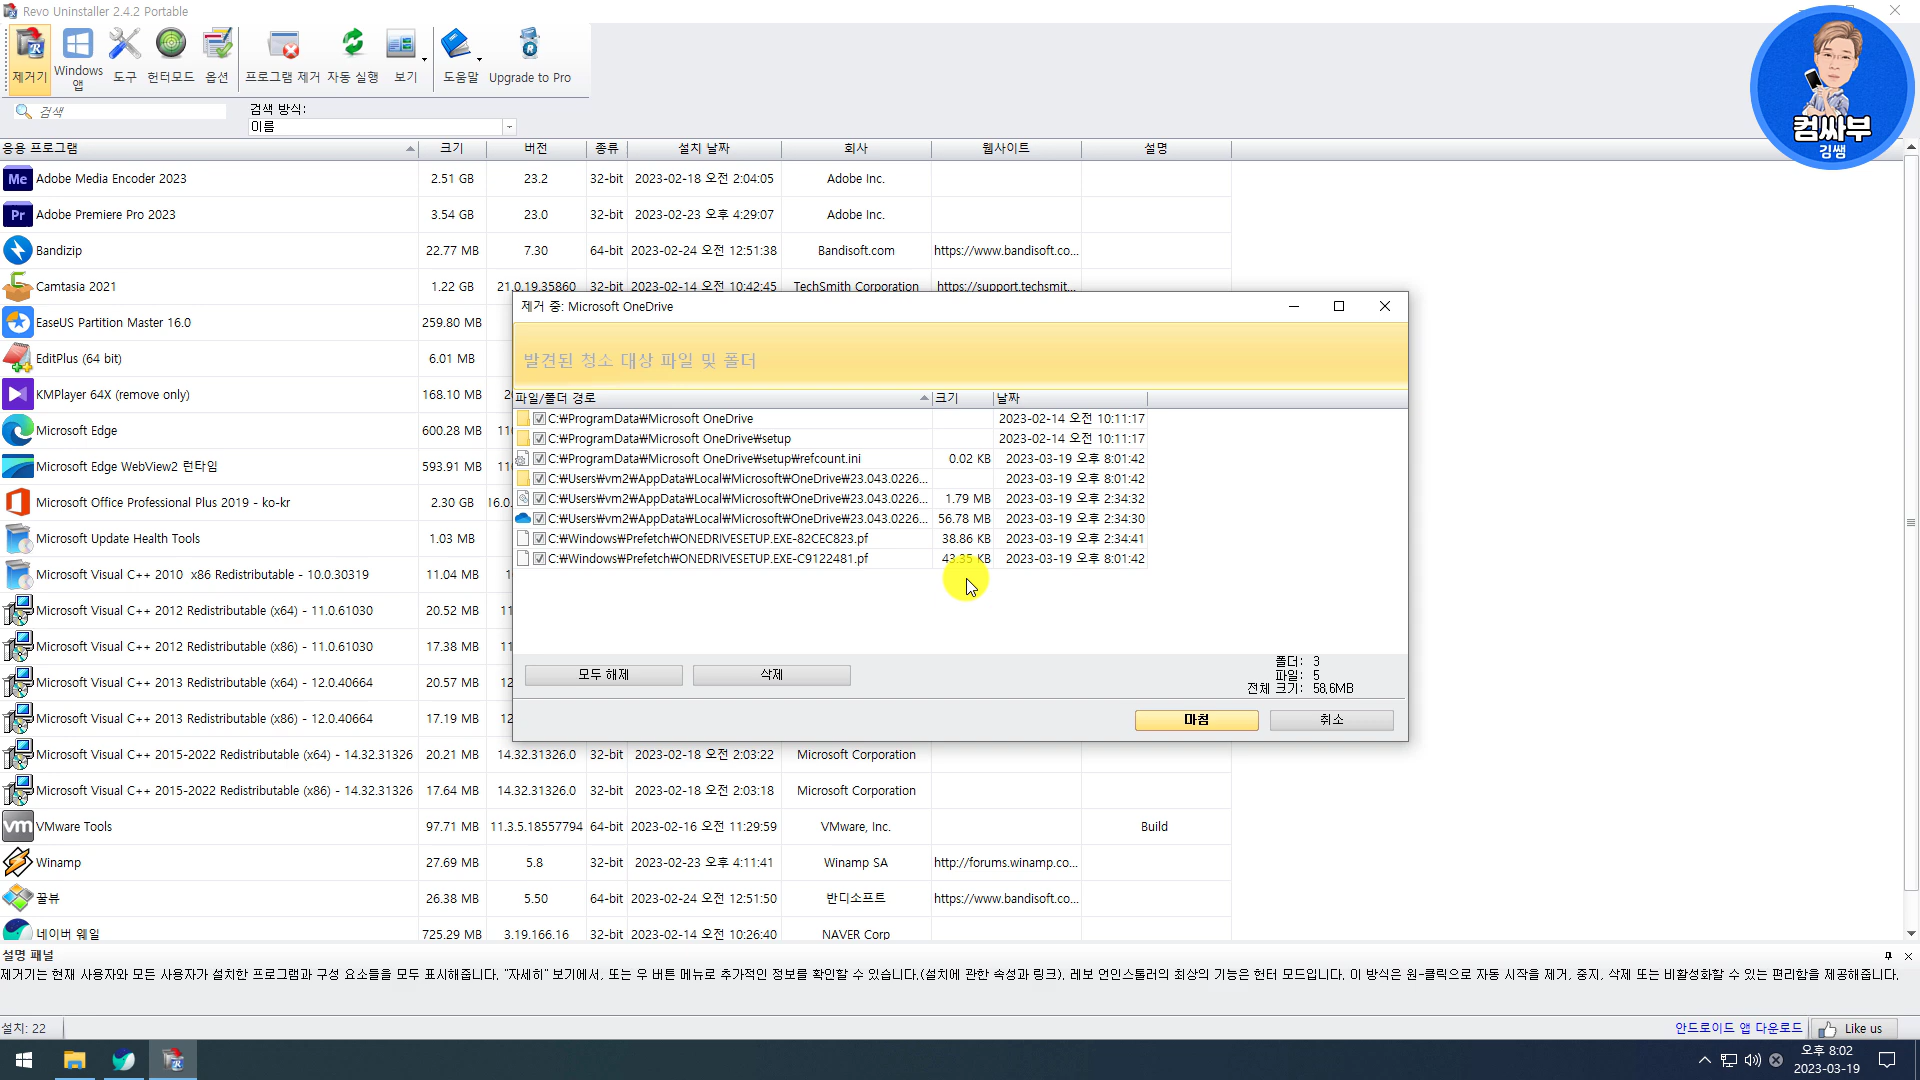 Revo Uninstaller 2.4.2 Portable
제거기
Windows 앱
도구
헌터모드
옵션
프로그램 제거
자동 실행
보기
도움말
Upgrade to Pro
컴싸부
김쌤
검색
검색 방식:
이름
응용 프로그램 크기 버전 종류 설치 날짜 회사 웹사이트 설명
Me Adobe Media Encoder 2023 2.51 GB 23.2 32-bit 2023-02-18 오전 2:04:05 Adobe Inc.
Pr Adobe Premiere Pro 2023 3.54 GB 23.0 32-bit 2023-02-23 오후 4:29:07 Adobe Inc.
Bandizip 22.77 MB 7.30 64-bit 2023-02-24 오전 12:51:38 Bandisoft.com https://www.bandisoft.co...
Camtasia 2021 1.22 GB 21.0.19.35860 32-bit 2023-02-14 오전 10:42:45 TechSmith Corporation https://support.techsmit...
EaseUS Partition Master 16.0 259.80 MB
EditPlus (64 bit) 6.01 MB
KMPlayer 64X (remove only) 168.10 MB 2
Microsoft Edge 600.28 MB 11
Microsoft Edge WebView2 런타임 593.91 MB 11
Microsoft Office Professional Plus 2019 - ko-kr 2.30 GB 16.0.
Microsoft Update Health Tools 1.03 MB
Microsoft Visual C++ 2010 x86 Redistributable - 10.0.30319 11.04 MB 1
Microsoft Visual C++ 2012 Redistributable (x64) - 11.0.61030 20.52 MB 11
Microsoft Visual C++ 2012 Redistributable (x86) - 11.0.61030 17.38 MB 11
Microsoft Visual C++ 2013 Redistributable (x64) - 12.0.40664 20.57 MB 12
Microsoft Visual C++ 2013 Redistributable (x86) - 12.0.40664 17.19 MB 12
Microsoft Visual C++ 2015-2022 Redistributable (x64) - 14.32.31326 20.21 MB 14.32.31326.0 32-bit 2023-02-18 오전 2:03:22 Microsoft Corporation
Microsoft Visual C++ 2015-2022 Redistributable (x86) - 14.32.31326 17.64 MB 14.32.31326.0 32-bit 2023-02-18 오전 2:03:18 Microsoft Corporation
vm VMware Tools 97.71 MB 11.3.5.18557794 64-bit 2023-02-16 오전 11:29:59 VMware, Inc. Build
Winamp 27.69 MB 5.8 32-bit 2023-02-23 오후 4:11:41 Winamp SA http://forums.winamp.co...
꿀뷰 26.38 MB 5.50 64-bit 2023-02-24 오전 12:51:50 반디소프트 https://www.bandisoft.co...
네이버 웨일 725.29 MB 3.19.166.16 32-bit 2023-02-14 오전 10:26:40 NAVER Corp
제거 중: Microsoft OneDrive
발견된 청소 대상 파일 및 폴더
파일/폴더 경로 크기 날짜
C:₩ProgramData₩Microsoft OneDrive 2023-02-14 오전 10:11:17
C:₩ProgramData₩Microsoft OneDrive₩setup 2023-02-14 오전 10:11:17
C:₩ProgramData₩Microsoft OneDrive₩setup₩refcount.ini 0.02 KB 2023-03-19 오후 8:01:42
C:₩Users₩vm2₩AppData₩Local₩Microsoft₩OneDrive₩23.043.0226... 2023-03-19 오후 8:01:42
C:₩Users₩vm2₩AppData₩Local₩Microsoft₩OneDrive₩23.043.0226... 1.79 MB 2023-03-19 오후 2:34:32
C:₩Users₩vm2₩AppData₩Local₩Microsoft₩OneDrive₩23.043.0226... 56.78 MB 2023-03-19 오후 2:34:30
C:₩Windows₩Prefetch₩ONEDRIVESETUP.EXE-82CEC823.pf 38.86 KB 2023-03-19 오후 2:34:41
C:₩Windows₩Prefetch₩ONEDRIVESETUP.EXE-C9122481.pf 43.35 KB 2023-03-19 오후 8:01:42
모두 해제
삭제
폴더: 3
파일: 5
전체 크기: 58,6MB
마침
취소
설명 패널
제거기는 현재 사용자와 모든 사용자가 설치한 프로그램과 구성 요소들을 모두 표시해줍니다. "자세히" 보기에서, 또는 우 버튼 메뉴로 추가적인 정보를 확인할 수 있습니다.(설치에 관한 속성과 링크). 레보 언인스톨러의 최상의 기능은 헌터 모드입니다. 이 방식은 원-클릭으로 자동 시작을 제거, 중지, 삭제 또는 비활성화할 수 있는 편리함을 제공해줍니다.
설치: 22
안드로이드 앱 다운로드
Like us
오후 8:02
2023-03-19